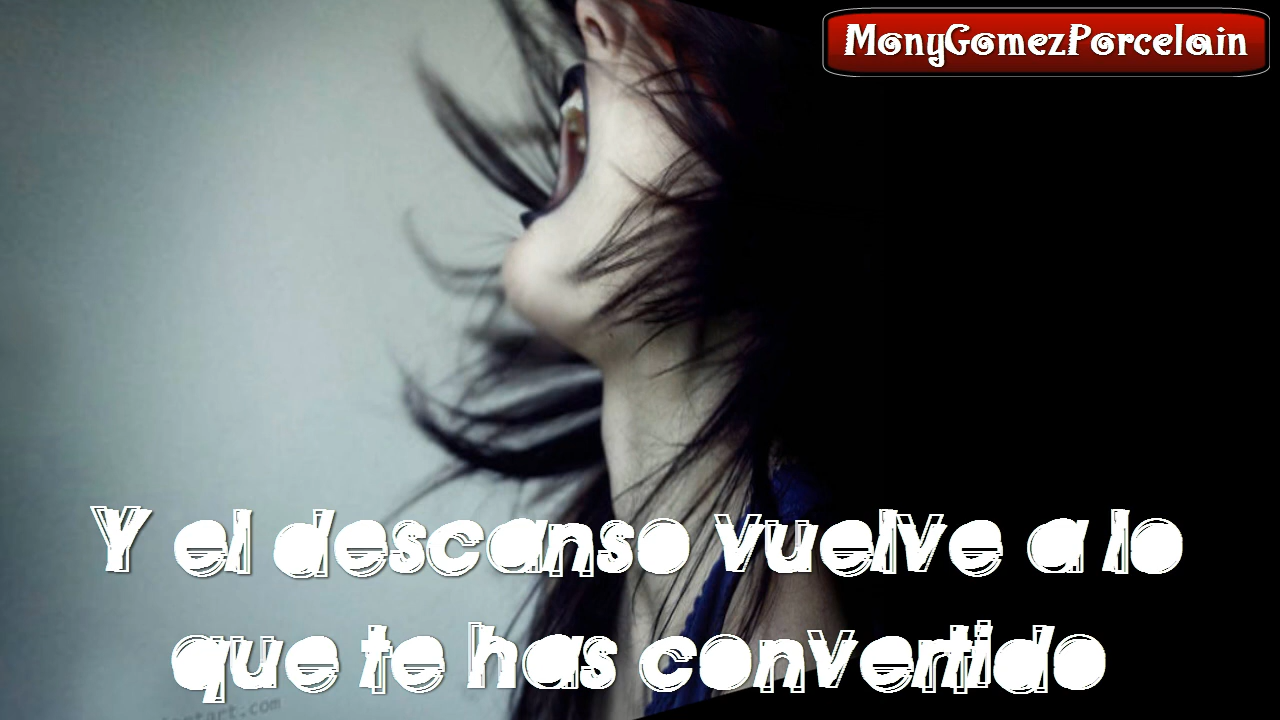 MonyGomezPorcelain
Y el descanso vuelve a lo
que te has convertido